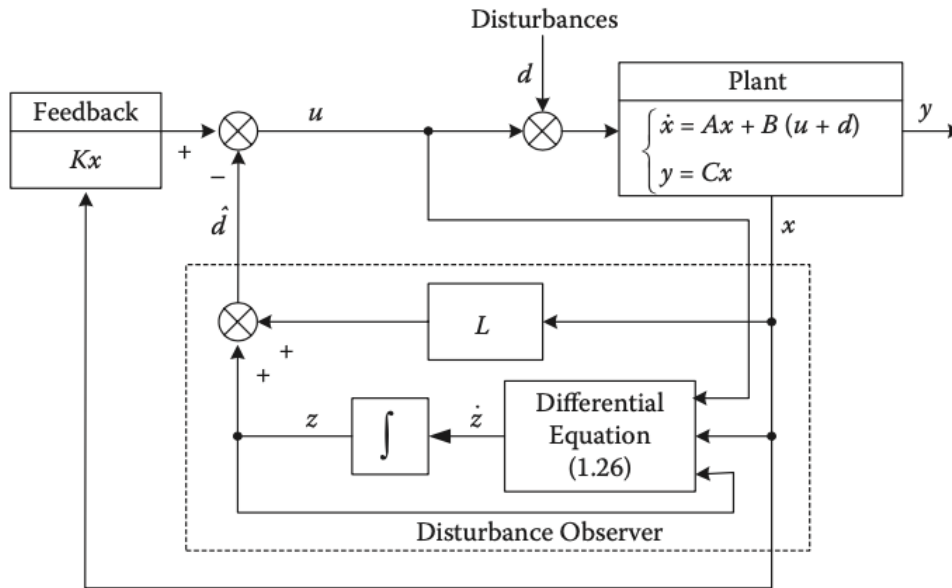 Disturbances
d
Plant
Feedback
u
y
ẋ = Ax + B (u + d)
Kx
+
−
y = Cx
d̂
x
L
+
+
Differential
Equation
(1.26)
z
∫
ż
Disturbance Observer